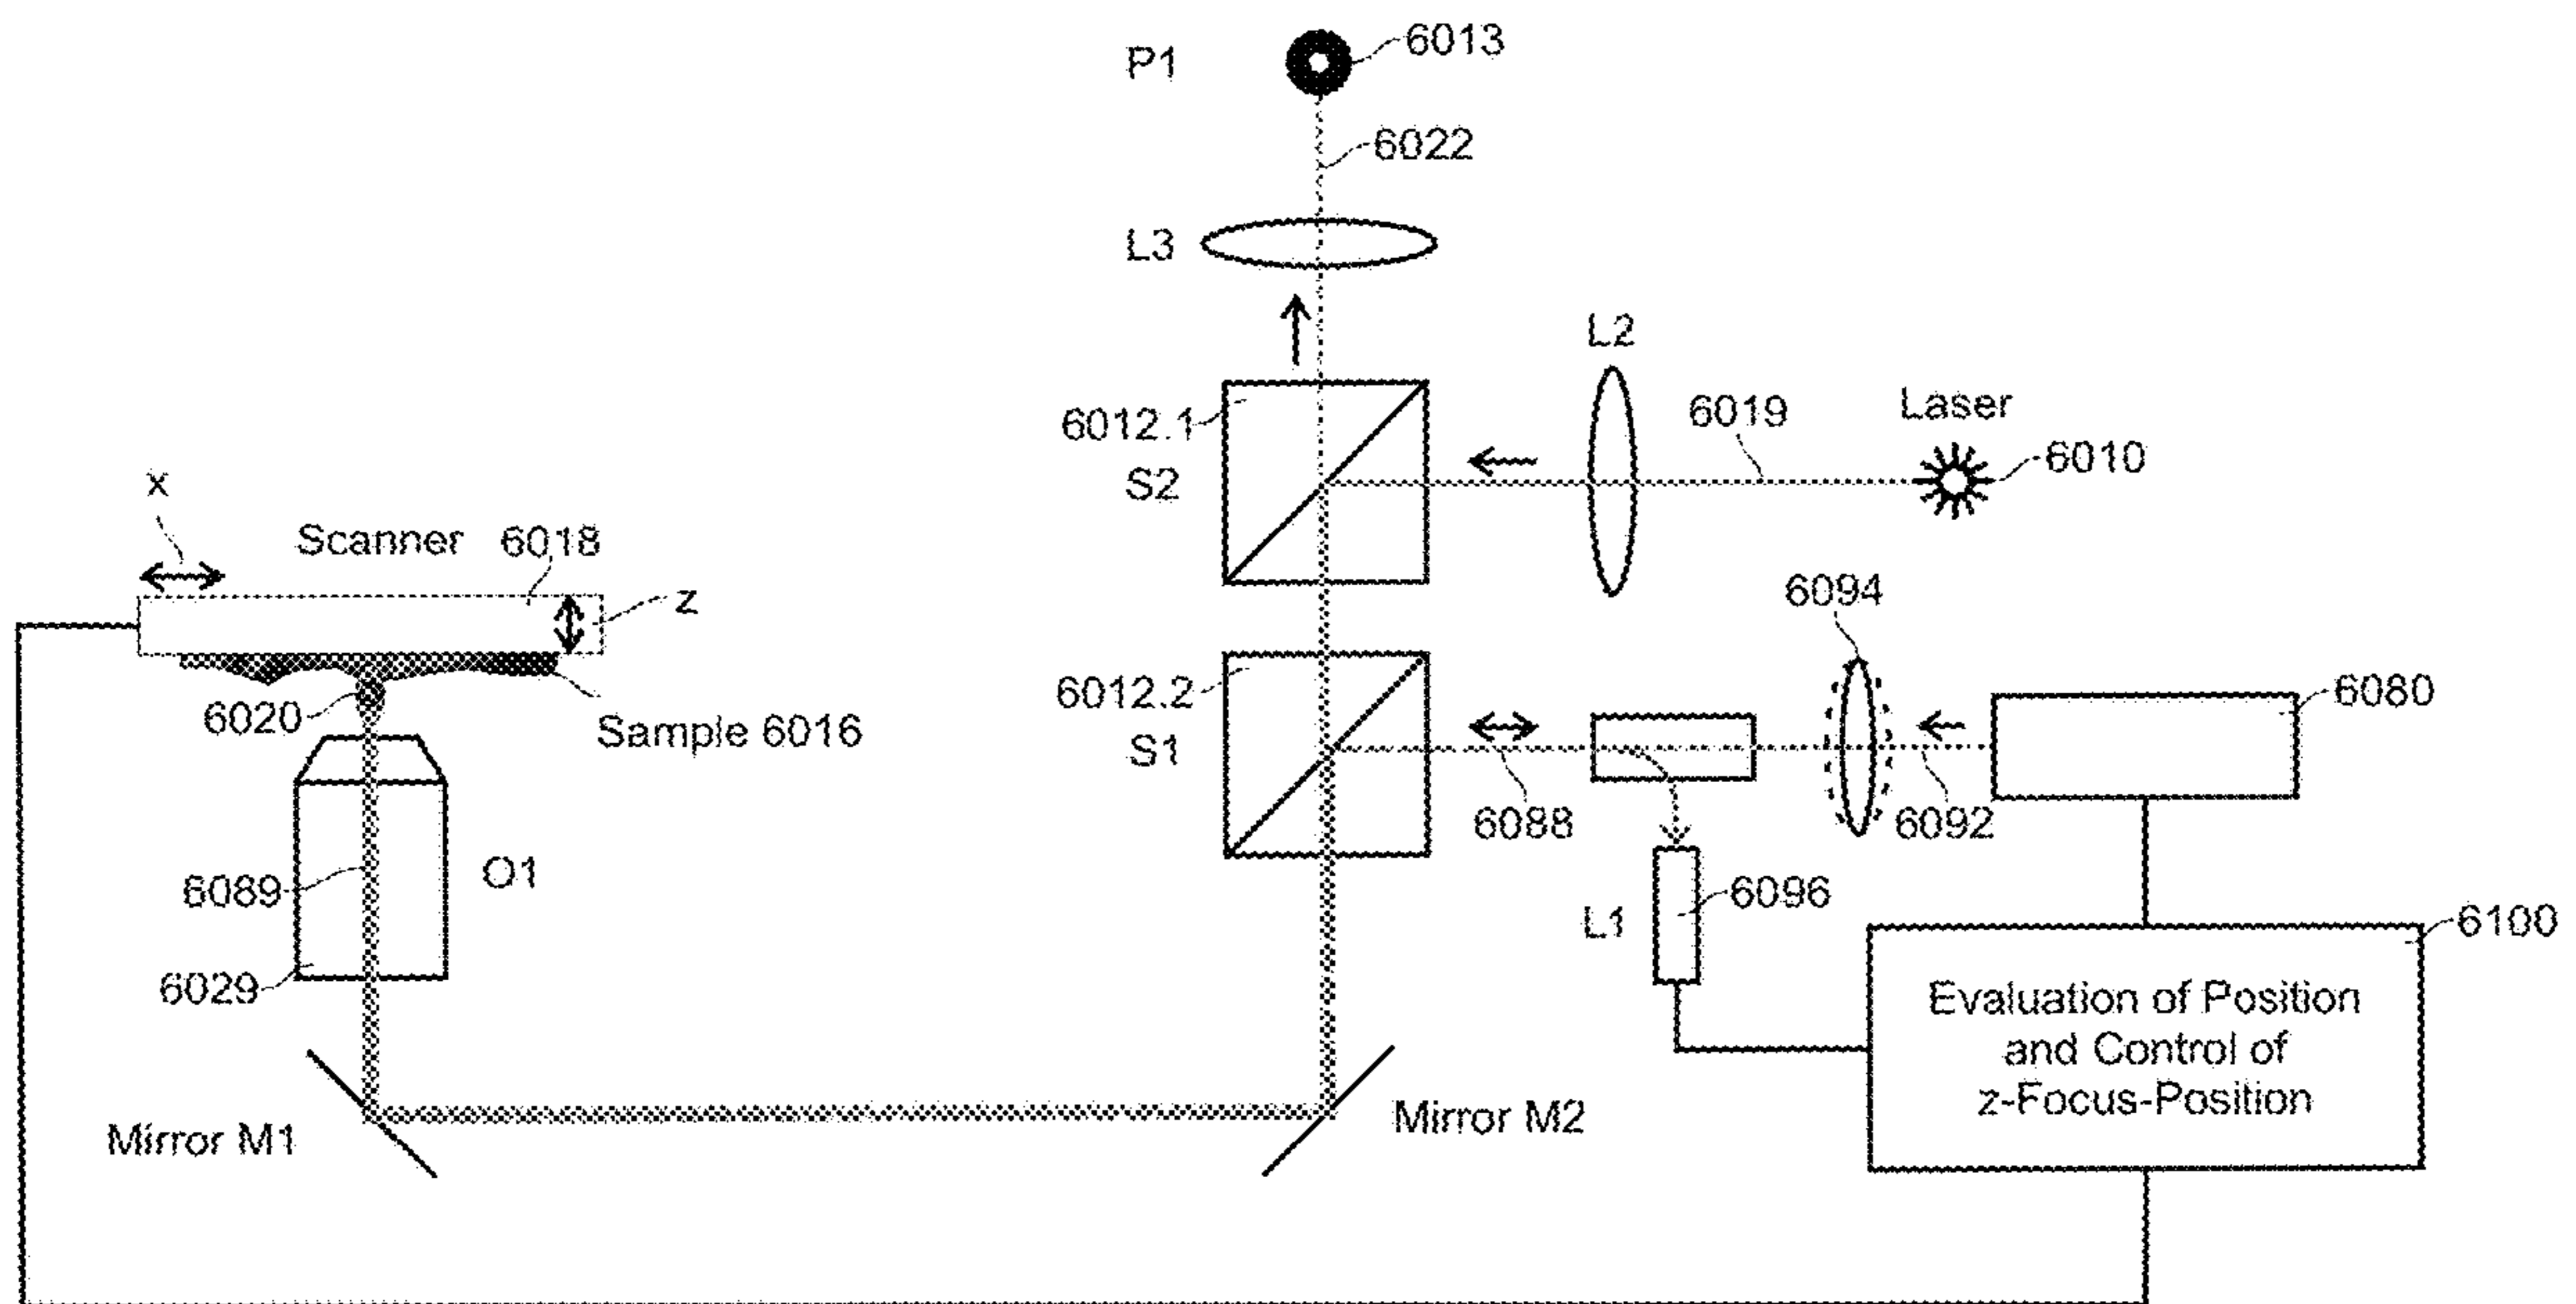 P1
6013
6022
L3
L2
6012.1
S2
6019
Laser
6010
x
Scanner
6018
z
6094
6020
Sample 6016
6012.2
S1
6080
6088
6092
6089
O1
6029
L1
6096
6100
Evaluation of Position
and Control of
z-Focus-Position
Mirror M1
Mirror M2